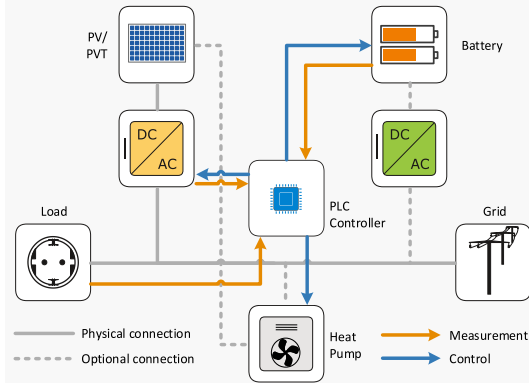 PV/
PVT
Battery
DC
AC
DC
AC
PLC
Controller
Load
Grid
Heat
Pump
Physical connection
Optional connection
Measurement
Control